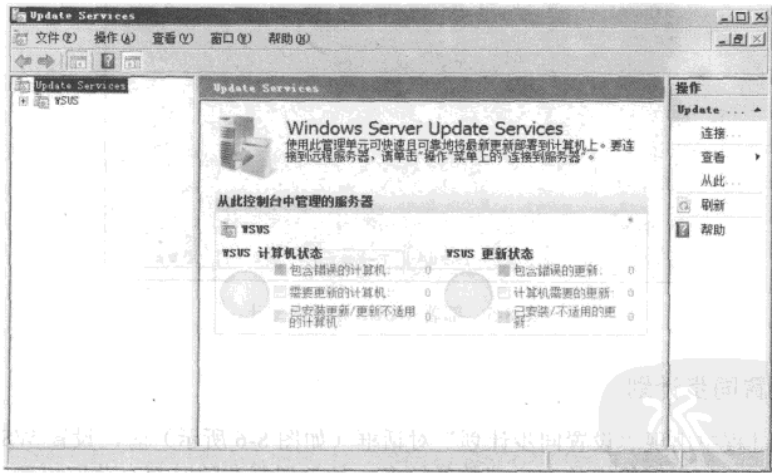 Update Services
文件(F) 操作(A) 查看(V) 窗口(W) 帮助(H)
Update Services
WSUS
Update Services
Windows Server Update Services
使用此管理单元可快速且可靠地将最新更新部署到计算机上。要连
接到远程服务器，请单击“操作”菜单上的“连接到服务器”。
从此控制台中管理的服务器
WSUS
WSUS 计算机状态
包含错误的计算机: 0
需要更新的计算机: 0
已安装更新/更新不适用 0
的计算机:
WSUS 更新状态
包含错误的更新: 0
计算机需要的更新: 0
已安装/不适用的更 0
新:
操作
Update ...
连接...
查看
从此...
刷新
帮助